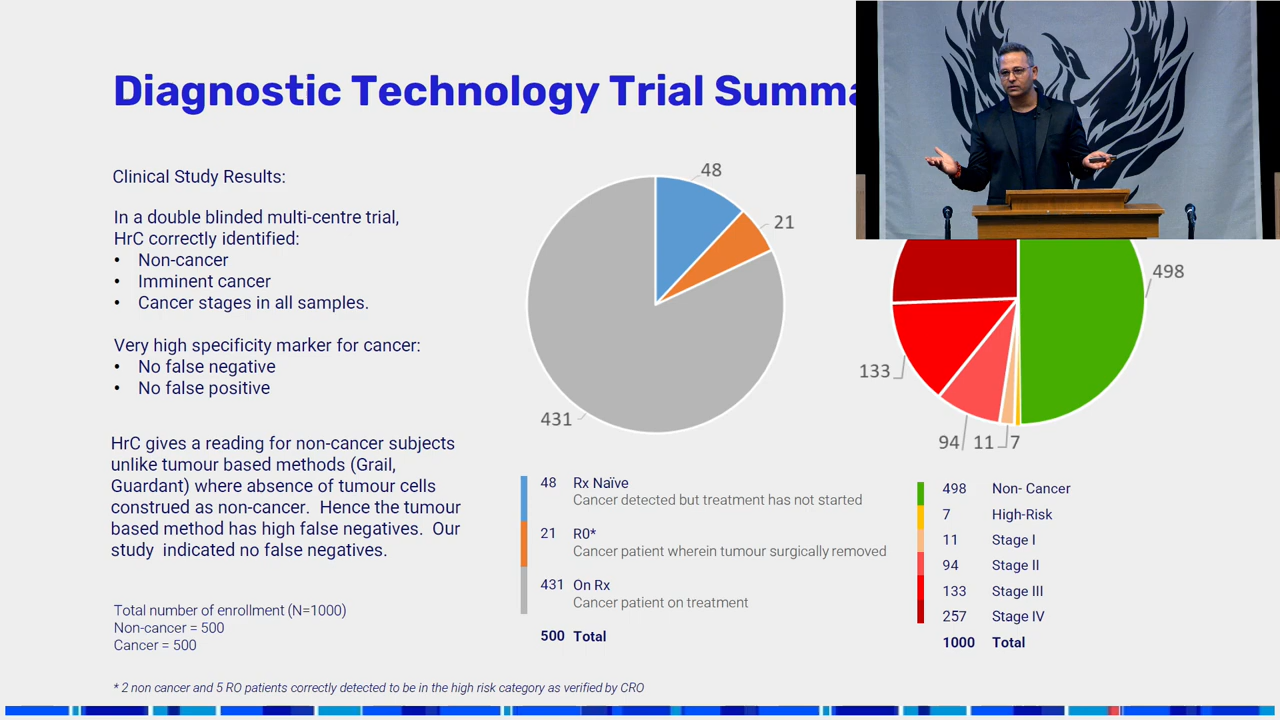 Diagnostic Technology Trial Summa
Clinical Study Results:
In a double blinded multi-centre trial,
HrC correctly identified:
• Non-cancer
• Imminent cancer
• Cancer stages in all samples.
Very high specificity marker for cancer:
• No false negative
• No false positive
HrC gives a reading for non-cancer subjects
unlike tumour based methods (Grail,
Guardant) where absence of tumour cells
construed as non-cancer. Hence the tumour
based method has high false negatives. Our
study indicated no false negatives.
Total number of enrollment (N=1000)
Non-cancer = 500
Cancer = 500
48
21
431
48 Rx Naïve
Cancer detected but treatment has not started
21 R0*
Cancer patient wherein tumour surgically removed
431 On Rx
Cancer patient on treatment
500 Total
498
133
94
11
7
498 Non- Cancer
7 High-Risk
11 Stage I
94 Stage II
133 Stage III
257 Stage IV
1000 Total
* 2 non cancer and 5 RO patients correctly detected to be in the high risk category as verified by CRO